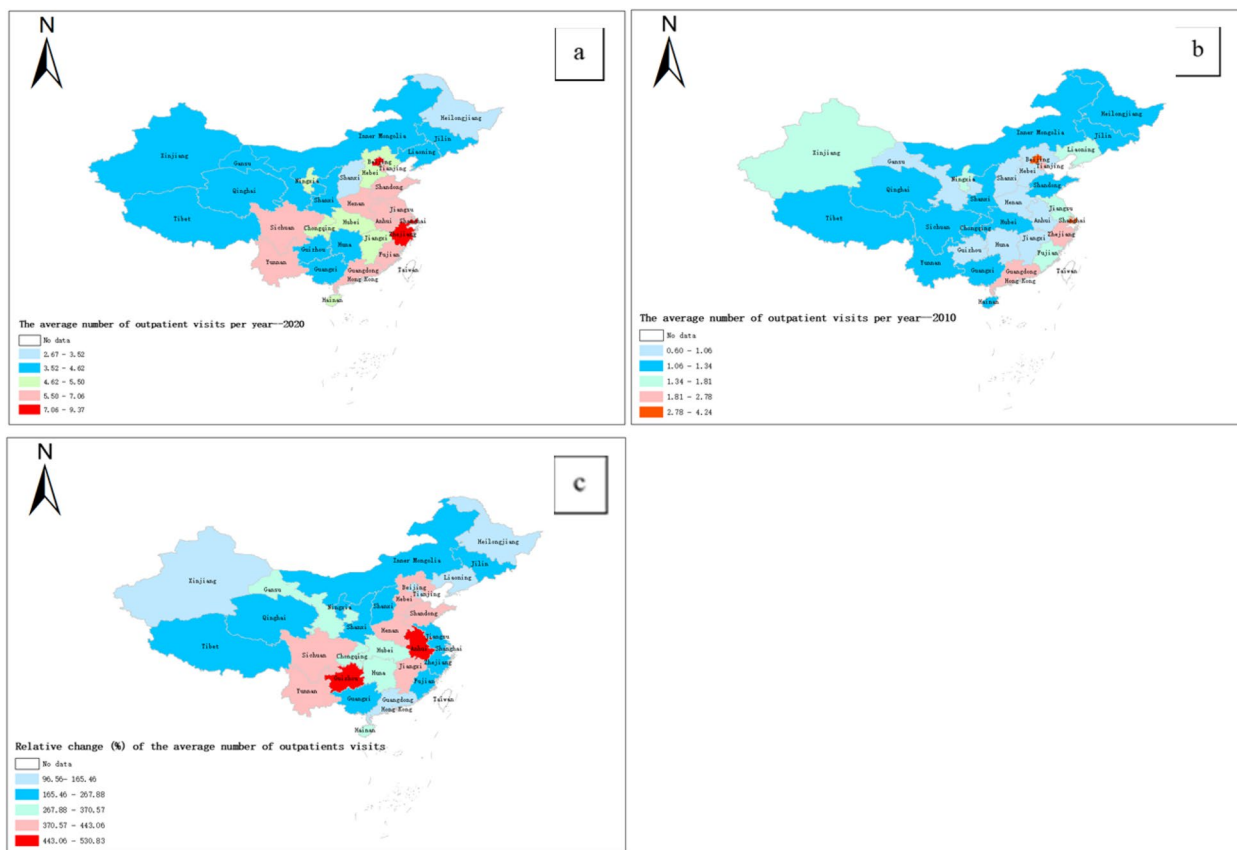 N
a
Heilongjiang
Jilin
Inner Mongolia
Liaoning
Xinjiang
Gansu
Beijing
Tianjing
Hebei
Shanxi
Ningxia
Shandong
Qinghai
Shanxi
Henan
Jiangsu
Tibet
Anhui
Shanghai
Sichuan
Hubei
Chongqing
Zhejiang
Huna
Jiangxi
Guizhou
Fujian
Yunnan
Guangxi
Guangdong
Taiwan
Hong Kong
Hainan
The average number of outpatient visits per year--2020
No data
2.67 - 3.52
3.52 - 4.62
4.62 - 5.50
5.50 - 7.06
7.06 - 9.37
N
b
Heilongjiang
Jilin
Inner Mongolia
Liaoning
Xinjiang
Gansu
Beijing
Tianjing
Hebei
Shanxi
Ningxia
Shandong
Qinghai
Shanxi
Henan
Jiangsu
Tibet
Anhui
Shanghai
Sichuan
Hubei
Chongqing
Zhejiang
Huna
Jiangxi
Guizhou
Fujian
Yunnan
Guangxi
Guangdong
Taiwan
Hong Kong
Hainan
The average number of outpatient visits per year--2010
No data
0.60 - 1.06
1.06 - 1.34
1.34 - 1.81
1.81 - 2.78
2.78 - 4.24
N
c
Heilongjiang
Jilin
Inner Mongolia
Liaoning
Xinjiang
Gansu
Beijing
Tianjing
Hebei
Shanxi
Ningxia
Shandong
Qinghai
Shanxi
Henan
Jiangsu
Tibet
Shanghai
Sichuan
Hubei
Chongqing
Zhejiang
Huna
Jiangxi
Fujian
Yunnan
Guangxi
Guangdong
Taiwan
Hong Kong
Hainan
Relative change (%) of the average number of outpatients visits
No data
96.56- 165.46
165.46 - 267.88
267.88 - 370.57
370.57 - 443.06
443.06 - 530.83